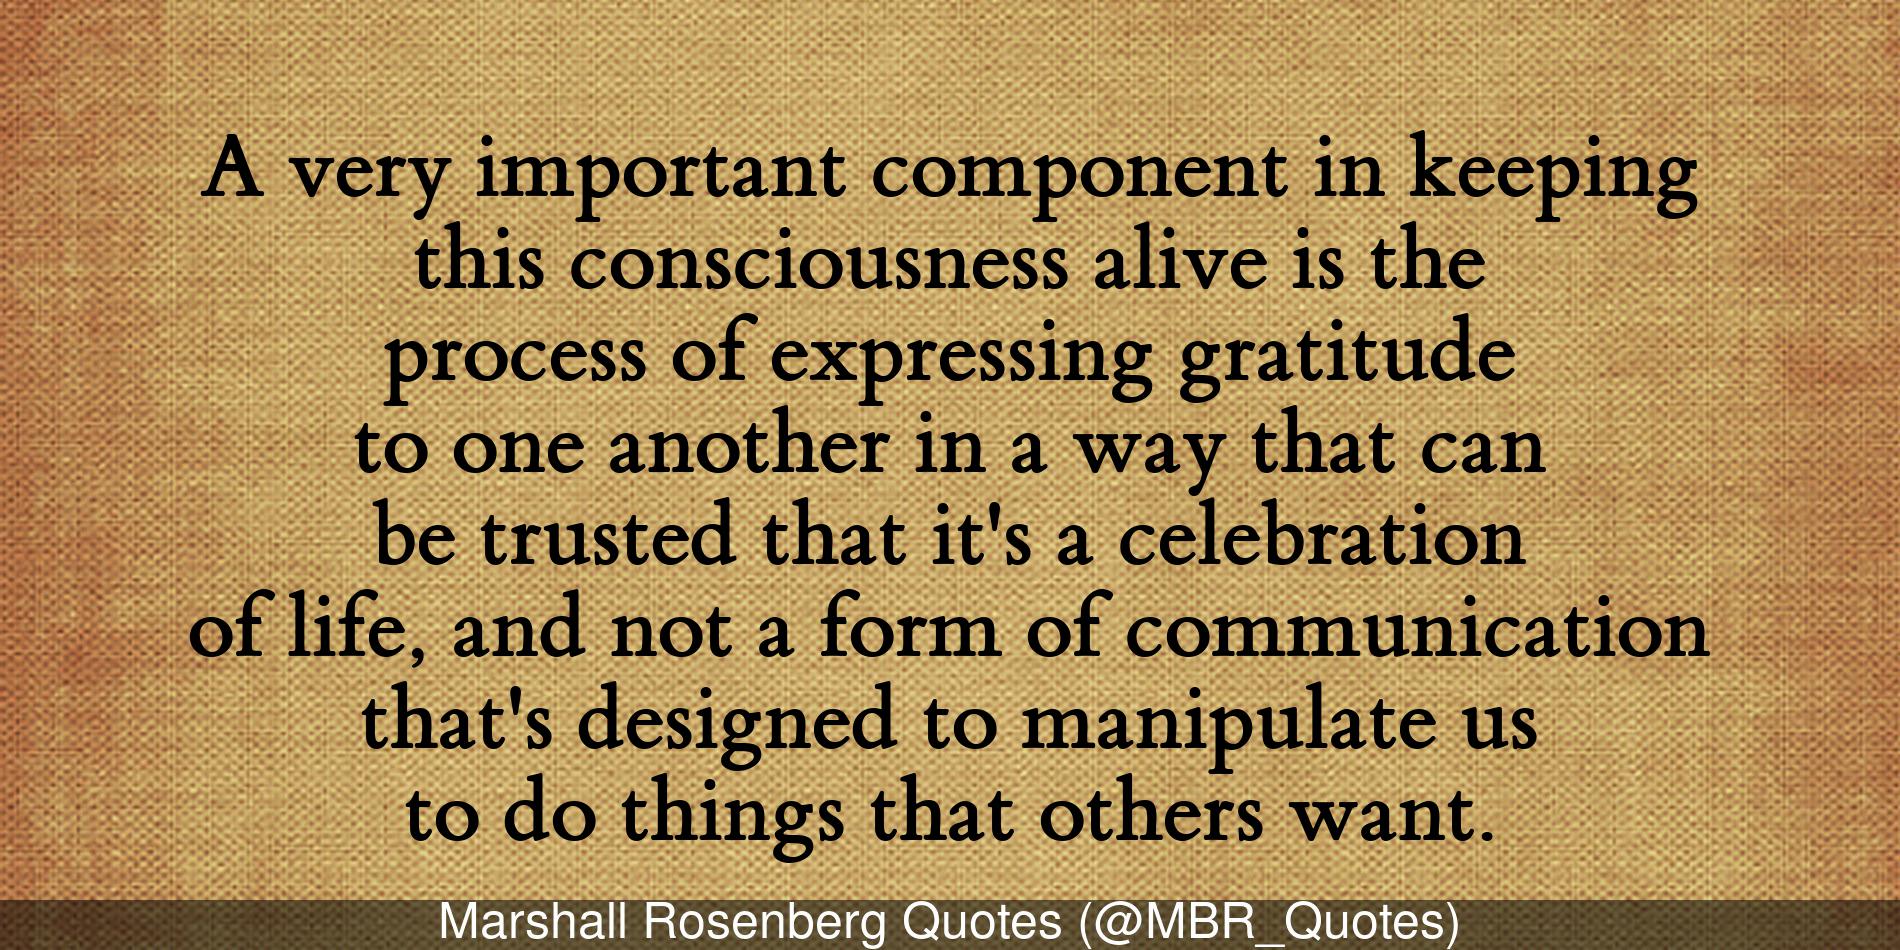 A very important component in keeping
this consciousness alive is the
process of expressing gratitude
to one another in a way that can
be trusted that it's a celebration
of life, and not a form of communication
that's designed to manipulate us
to do things that others want.
Marshall Rosenberg Quotes (@MBR_Quotes)